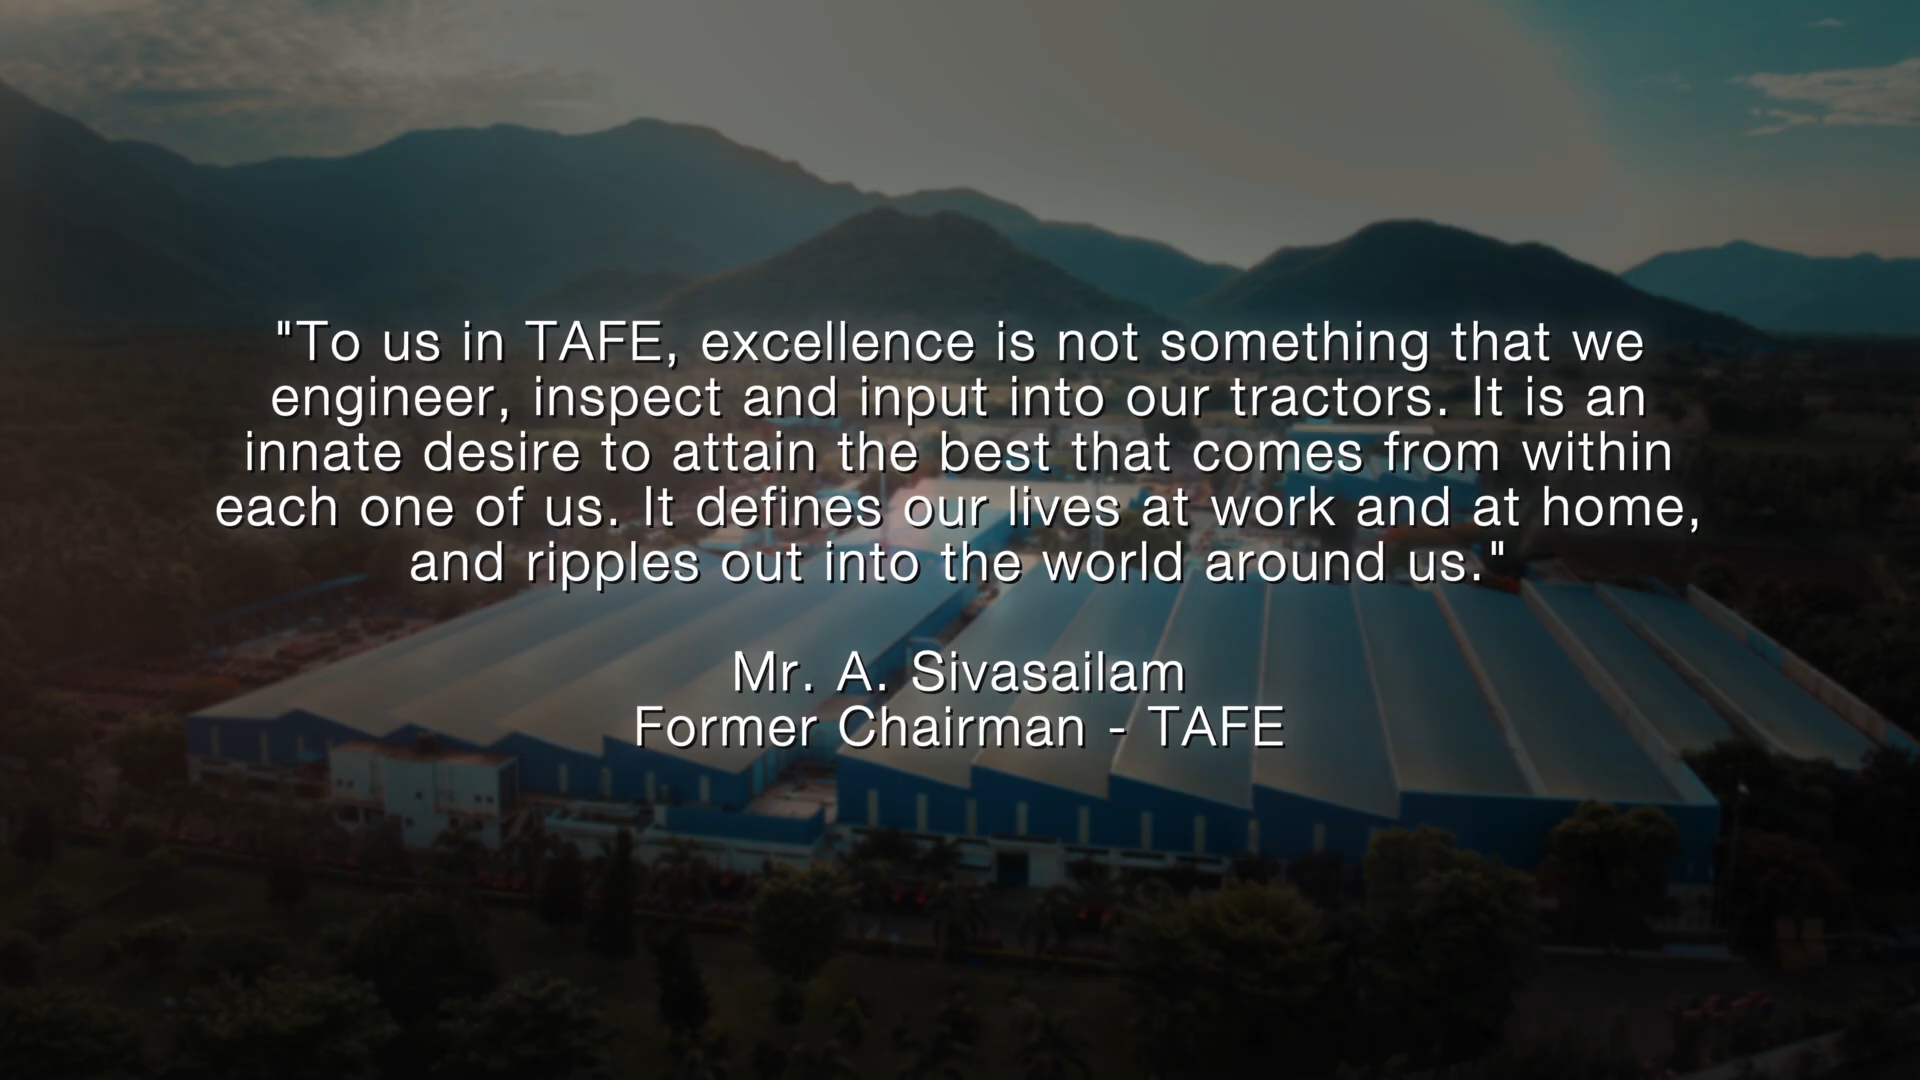 "To us in TAFE, excellence is not something that we
engineer, inspect and input into our tractors. It is an
innate desire to attain the best that comes from within
each one of us. It defines our lives at work and at home,
and ripples out into the world around us."
Mr. A. Sivasailam
Former Chairman - TAFE